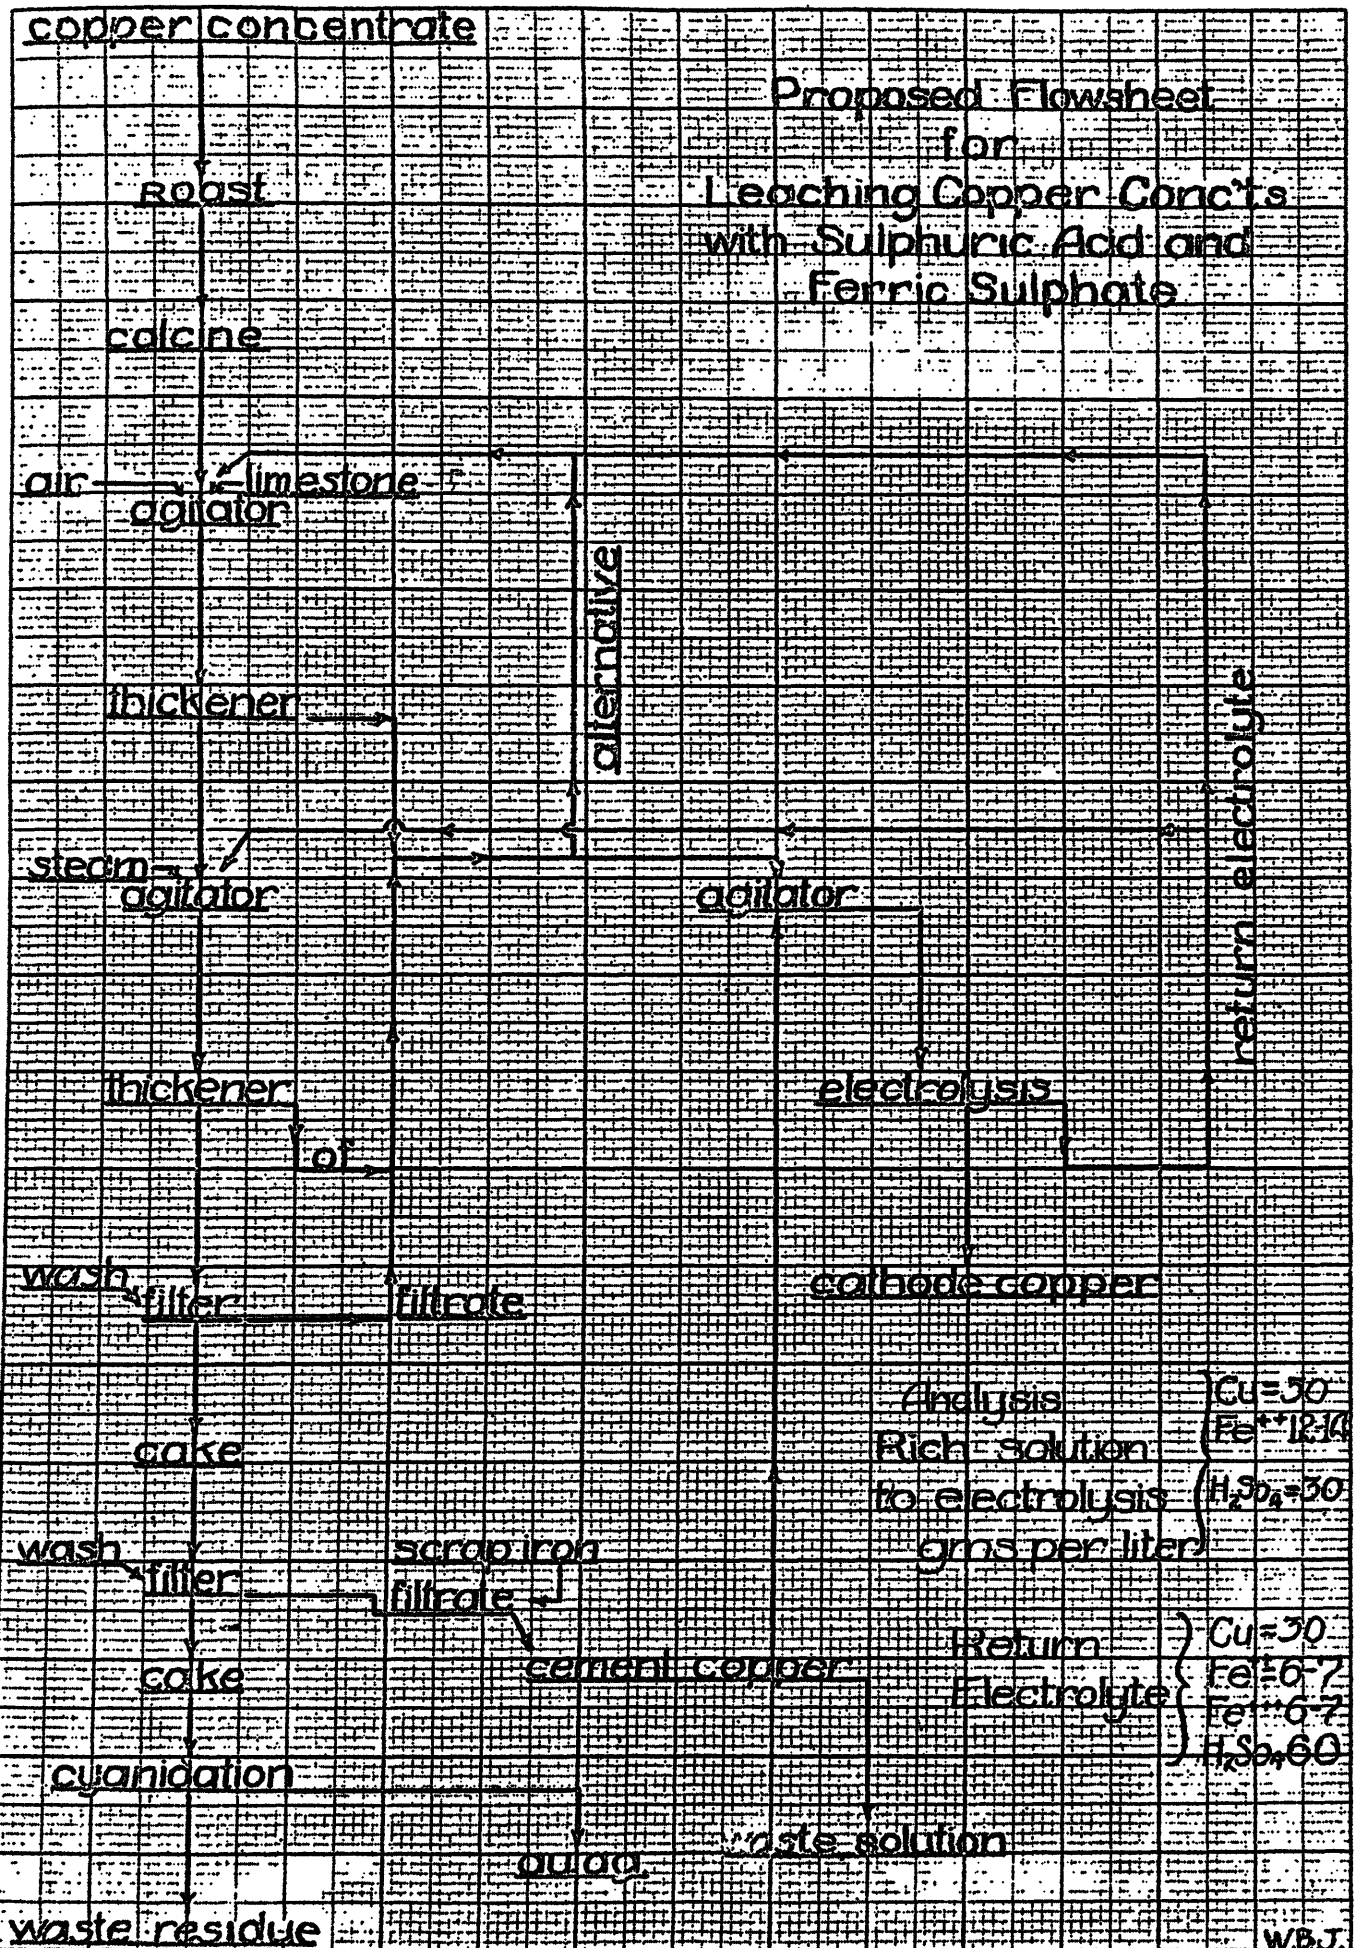 copper concentrate
Proposed Flowsheet
for
Leaching Copper Conc'ts
with Sulphuric Acid and
Ferric Sulphate
Roast
calcine
air
limestone
agitator
alternative
thickener
return electrolyte
steam
agitator
agitator
thickener
of
electrolysis
wash
filter
filtrate
cathode copper
Analysis
Rich solution
to electrolysis
gms per liter
Fe++ 12-14
H2So4=30
cake
wash
filter
scrap iron
filtrate
cement copper
cake
Return
Electrolyte
Cu=30
Fe++=6-7
Fe+++6-7
H2So4 60
cyanidation
au ag.
waste solution
waste residue
W.B.J.